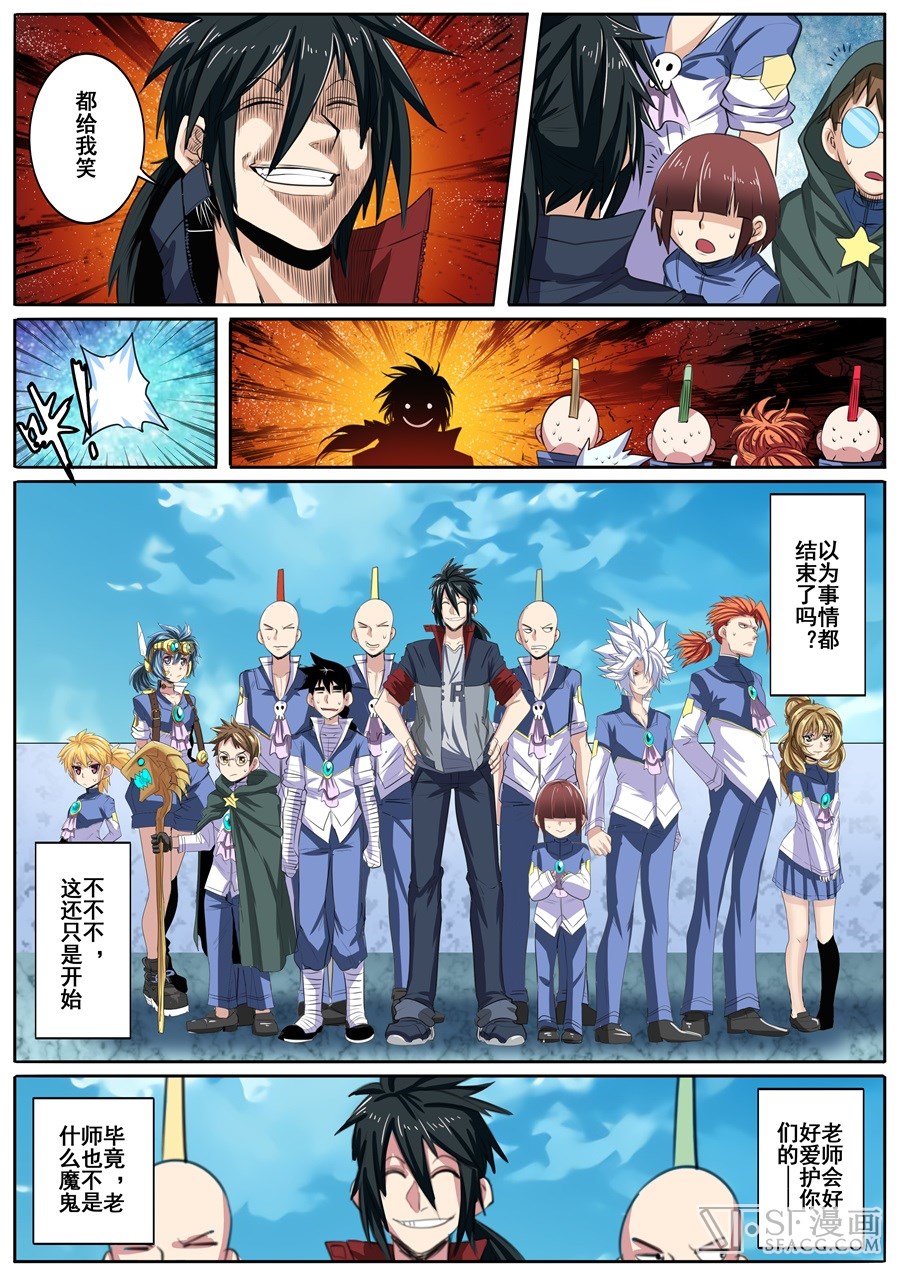 都给我笑
咔
!
R
以为事情都
结束了吗?
不不不，
这还只是开始
老师会好
好爱护你
们的——
毕竟，老
师也不是
什么魔鬼
SF漫画
SFACG.COM